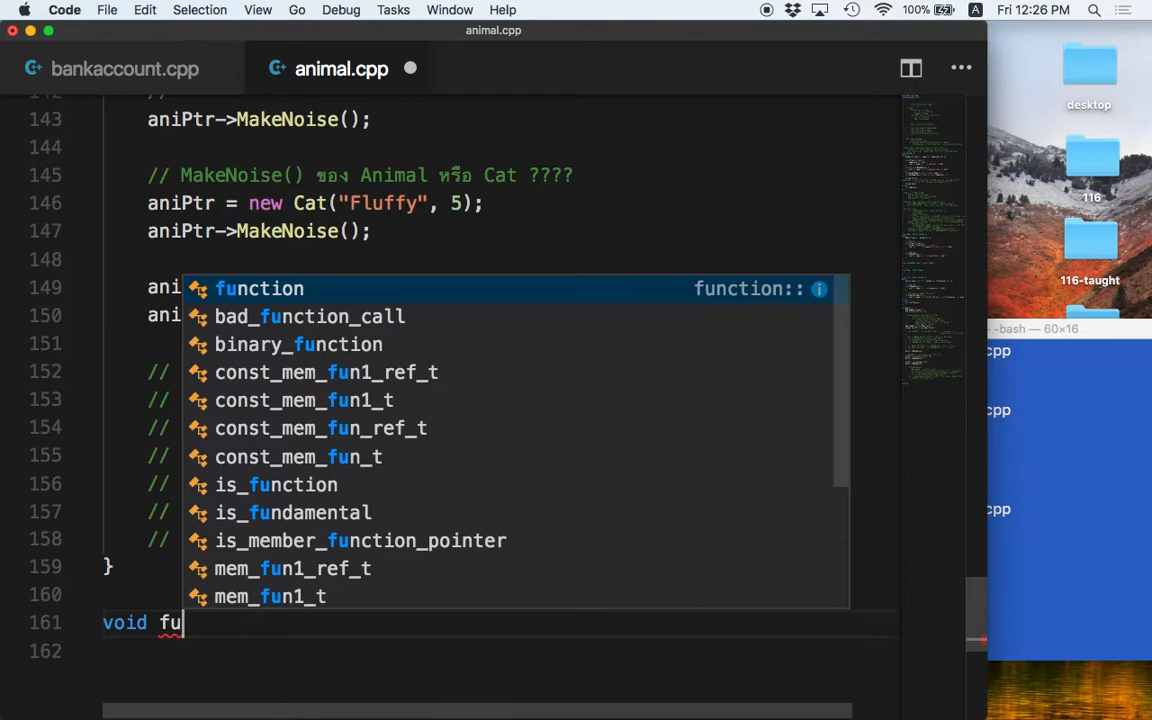 Code File Edit Selection View Go Debug Tasks Window Help 100% A Fri 12:26 PM
animal.cpp
bankaccount.cpp animal.cpp
143 aniPtr->MakeNoise();
144
145 // MakeNoise() ของ Animal หรือ Cat ????
146 aniPtr = new Cat("Fluffy", 5);
147 aniPtr->MakeNoise();
148
149 ani
150 ani
151
152 //
153 //
154 //
155 //
156 //
157 //
158 //
159 }
160
161 void fu
162
function function::
bad_function_call
binary_function
const_mem_fun1_ref_t
const_mem_fun1_t
const_mem_fun_ref_t
const_mem_fun_t
is_function
is_fundamental
is_member_function_pointer
mem_fun1_ref_t
mem_fun1_t
desktop
116
116-taught
-bash — 60×16
cpp
cpp
cpp